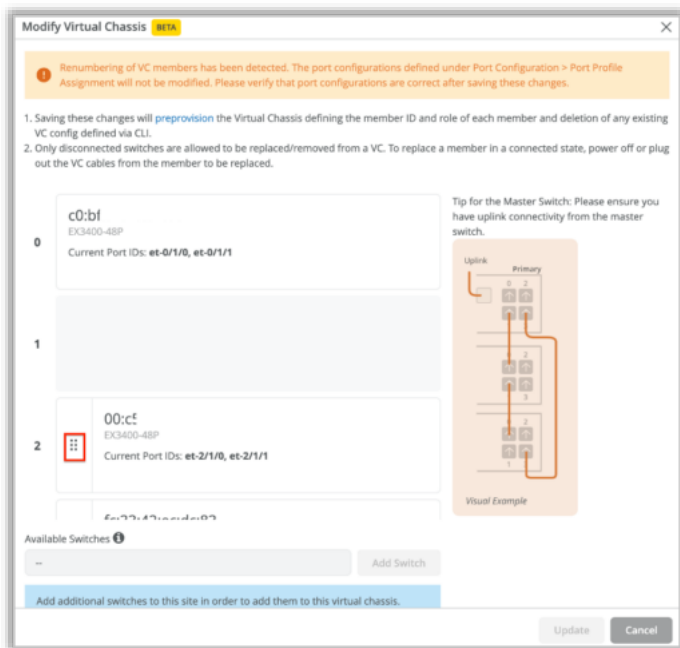 Modify Virtual Chassis BETA
Renumbering of VC members has been detected. The port configurations defined under Port Configuration > Port Profile
Assignment will not be modified. Please verify that port configurations are correct after saving these changes.
1. Saving these changes will preprovision the Virtual Chassis defining the member ID and role of each member and deletion of any existing
VC config defined via CLI.
2. Only disconnected switches are allowed to be replaced/removed from a VC. To replace a member in a connected state, power off or plug
out the VC cables from the member to be replaced.
0
c0:bf
EX3400-48P
Current Port IDs: et-0/1/0, et-0/1/1
1
2
00:c5
EX3400-48P
Current Port IDs: et-2/1/0, et-2/1/1
Tip for the Master Switch: Please ensure you
have uplink connectivity from the master
switch.
Uplink
Primary
0 2
2
3
2
1
Visual Example
Available Switches
--
Add Switch
Add additional switches to this site in order to add them to this virtual chassis.
Update
Cancel